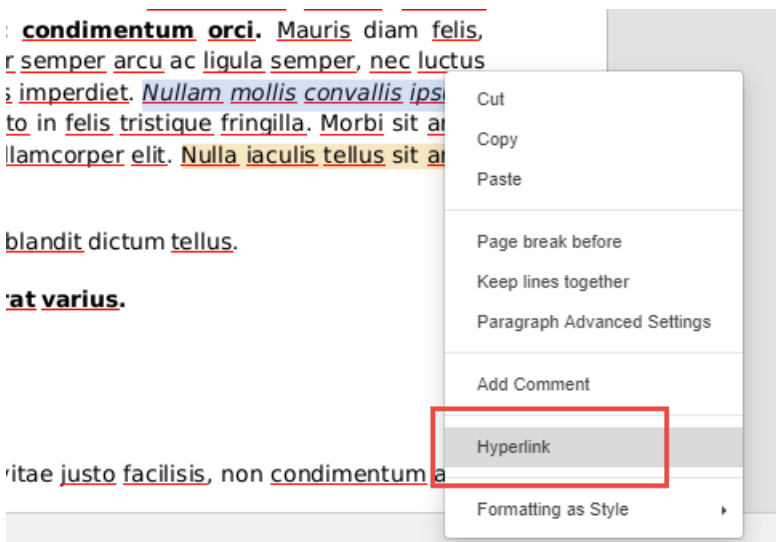 : condimentum orci. Mauris diam felis,
r semper arcu ac ligula semper, nec luctus
s imperdiet. Nullam mollis convallis ips
to in felis tristique fringilla. Morbi sit a
llamcorper elit. Nulla iaculis tellus sit a
blandit dictum tellus.
rat varius.
vitae justo facilisis, non condimentum a
Cut
Copy
Paste
Page break before
Keep lines together
Paragraph Advanced Settings
Add Comment
Hyperlink
Formatting as Style